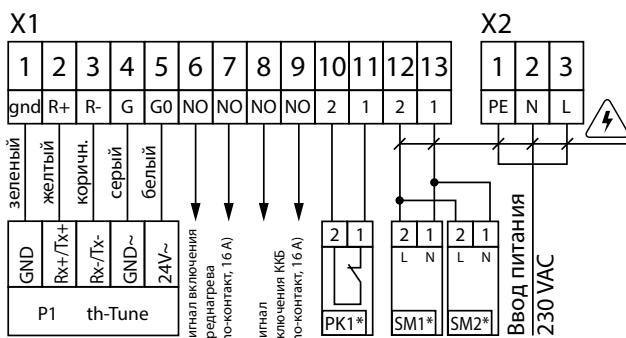 X1
X2
1 2 3 4 5 6 7 8 9 10 11 12 13
gnd R+ R- G G0 NO NO NO NO 2 1 2 1
1 2 3
PE N L
зеленый
желтый
коричн.
серый
белый
GND
Rx+/Tx+
Rx-/Tx-
GND~
24V~
P1 th-Tune
игнал включения
реднагрева
no-контакт, 16 А)
игнал
ключения ККБ
no-контакт, 16 А)
2 1
PK1*
2 1
L N
SM1*
2 1
L N
SM2*
Ввод питания
230 VAC